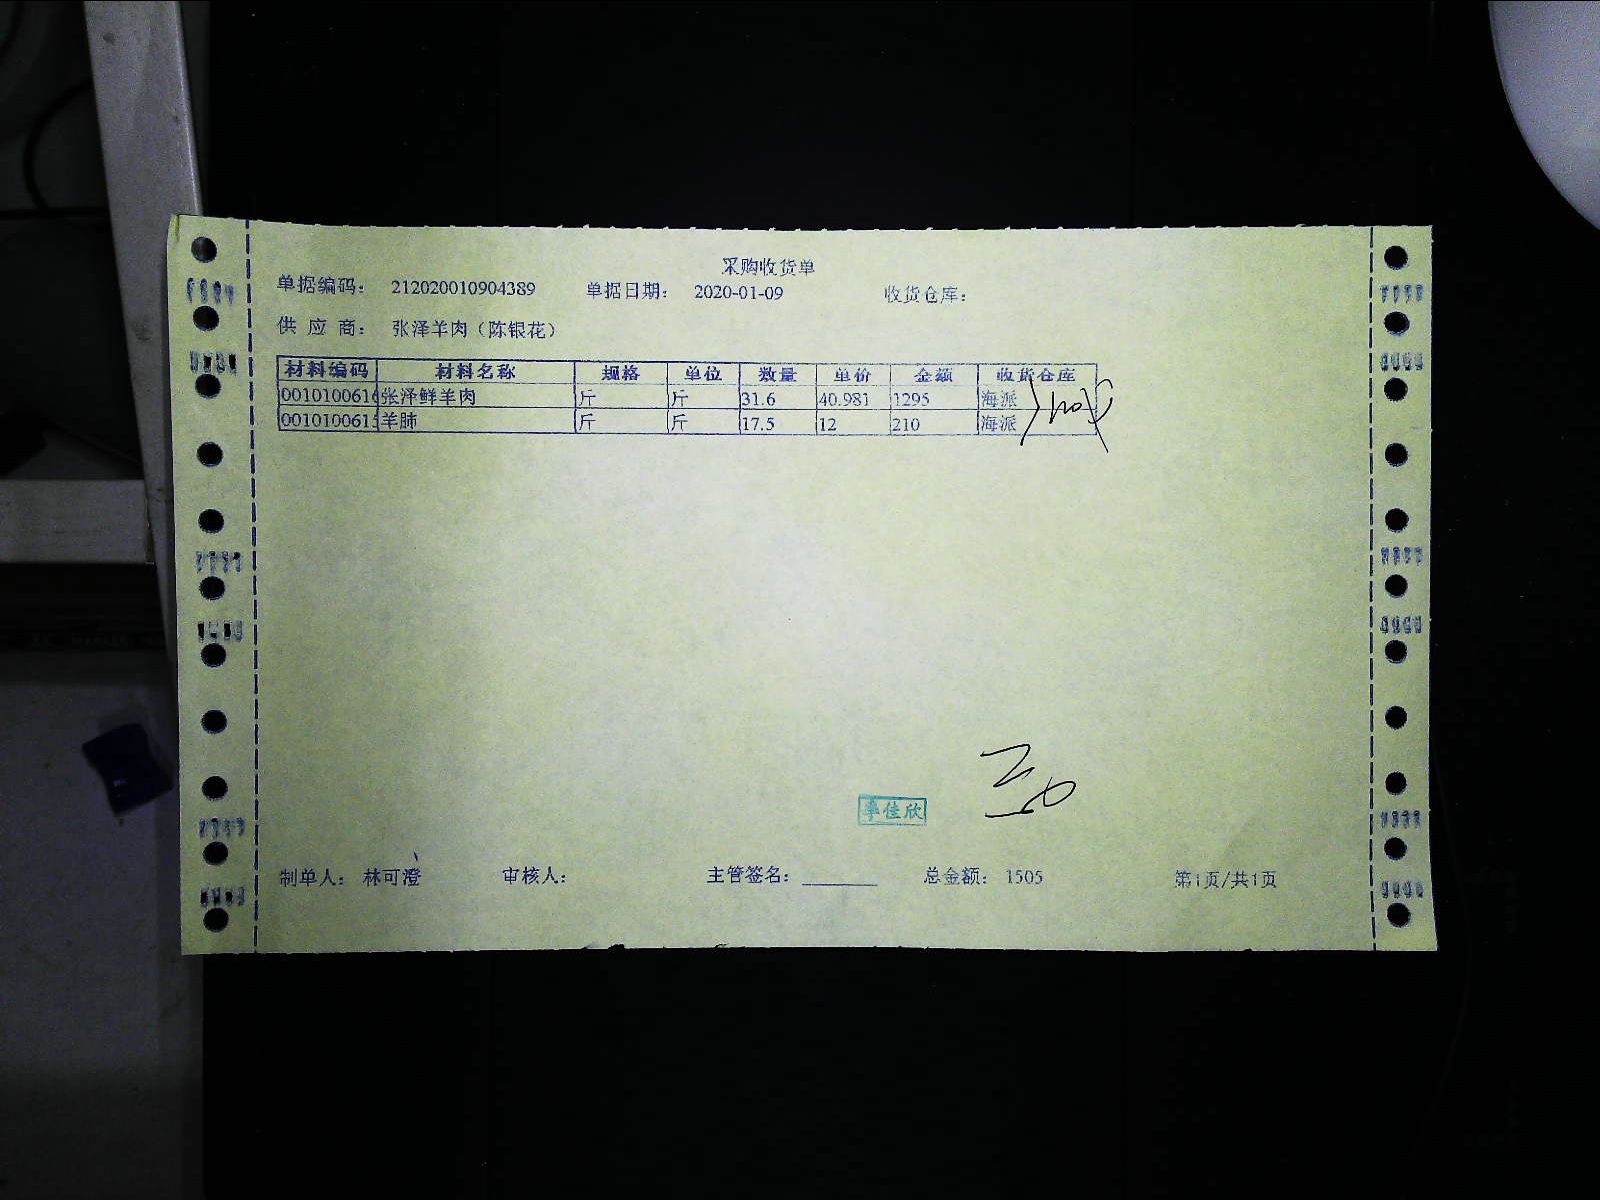 采购收货单
单据编码： 212020010904389 单据日期： 2020-01-09 收货仓库：
供 应 商： 张泽羊肉（陈银花）
材料编码 材料名称 规格 单位 数量 单价 金额 收货仓库
001010061 张泽鲜羊肉 斤 斤 31.6 40.981 1295 海派
001010061 羊肺 斤 斤 17.5 12 210 海派
李佳欣
制单人： 林可澄 审核人： 主管签名： 总金额： 1505 第1页/共1页